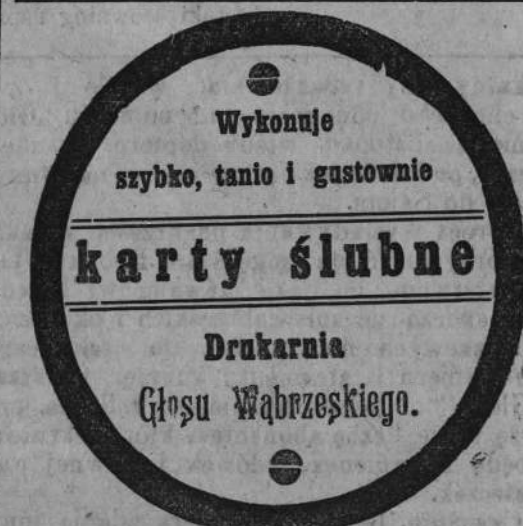 Wykonuje
szybko, tanio i gustownie
karty ślubne
Drukarnia
Głosu Wąbrzeskiego.